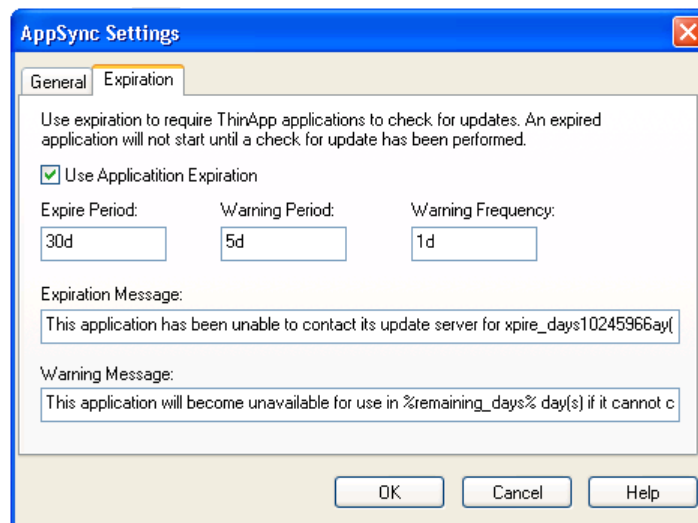 AppSync Settings
General Expiration
Use expiration to require ThinApp applications to check for updates. An expired
application will not start until a check for update has been performed.
Use Applicatition Expiration
Expire Period: Warning Period: Warning Frequency:
30d 5d 1d
Expiration Message:
This application has been unable to contact its update server for xpire_days10245966ay(
Warning Message:
This application will become unavailable for use in %remaining_days% day(s) if it cannot c
OK Cancel Help